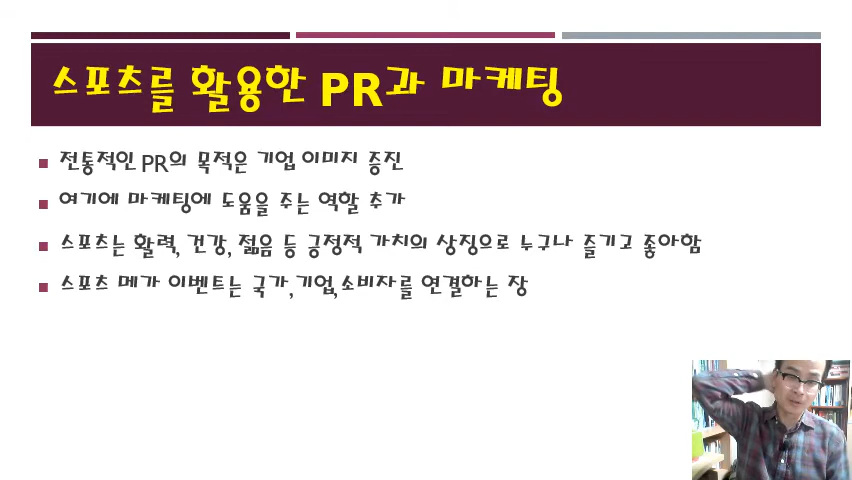 스포츠를 활용한 PR과 마케팅
전통적인 PR의 목적은 기업 이미지 증진
여기에 마케팅에 도움을 주는 역할 추가
스포츠는 활력, 건강, 젊음 등 긍정적 가치의 상징으로 누구나 즐기고 좋아함
스포츠 메가 이벤트는 국가,기업,소비자를 연결하는 장